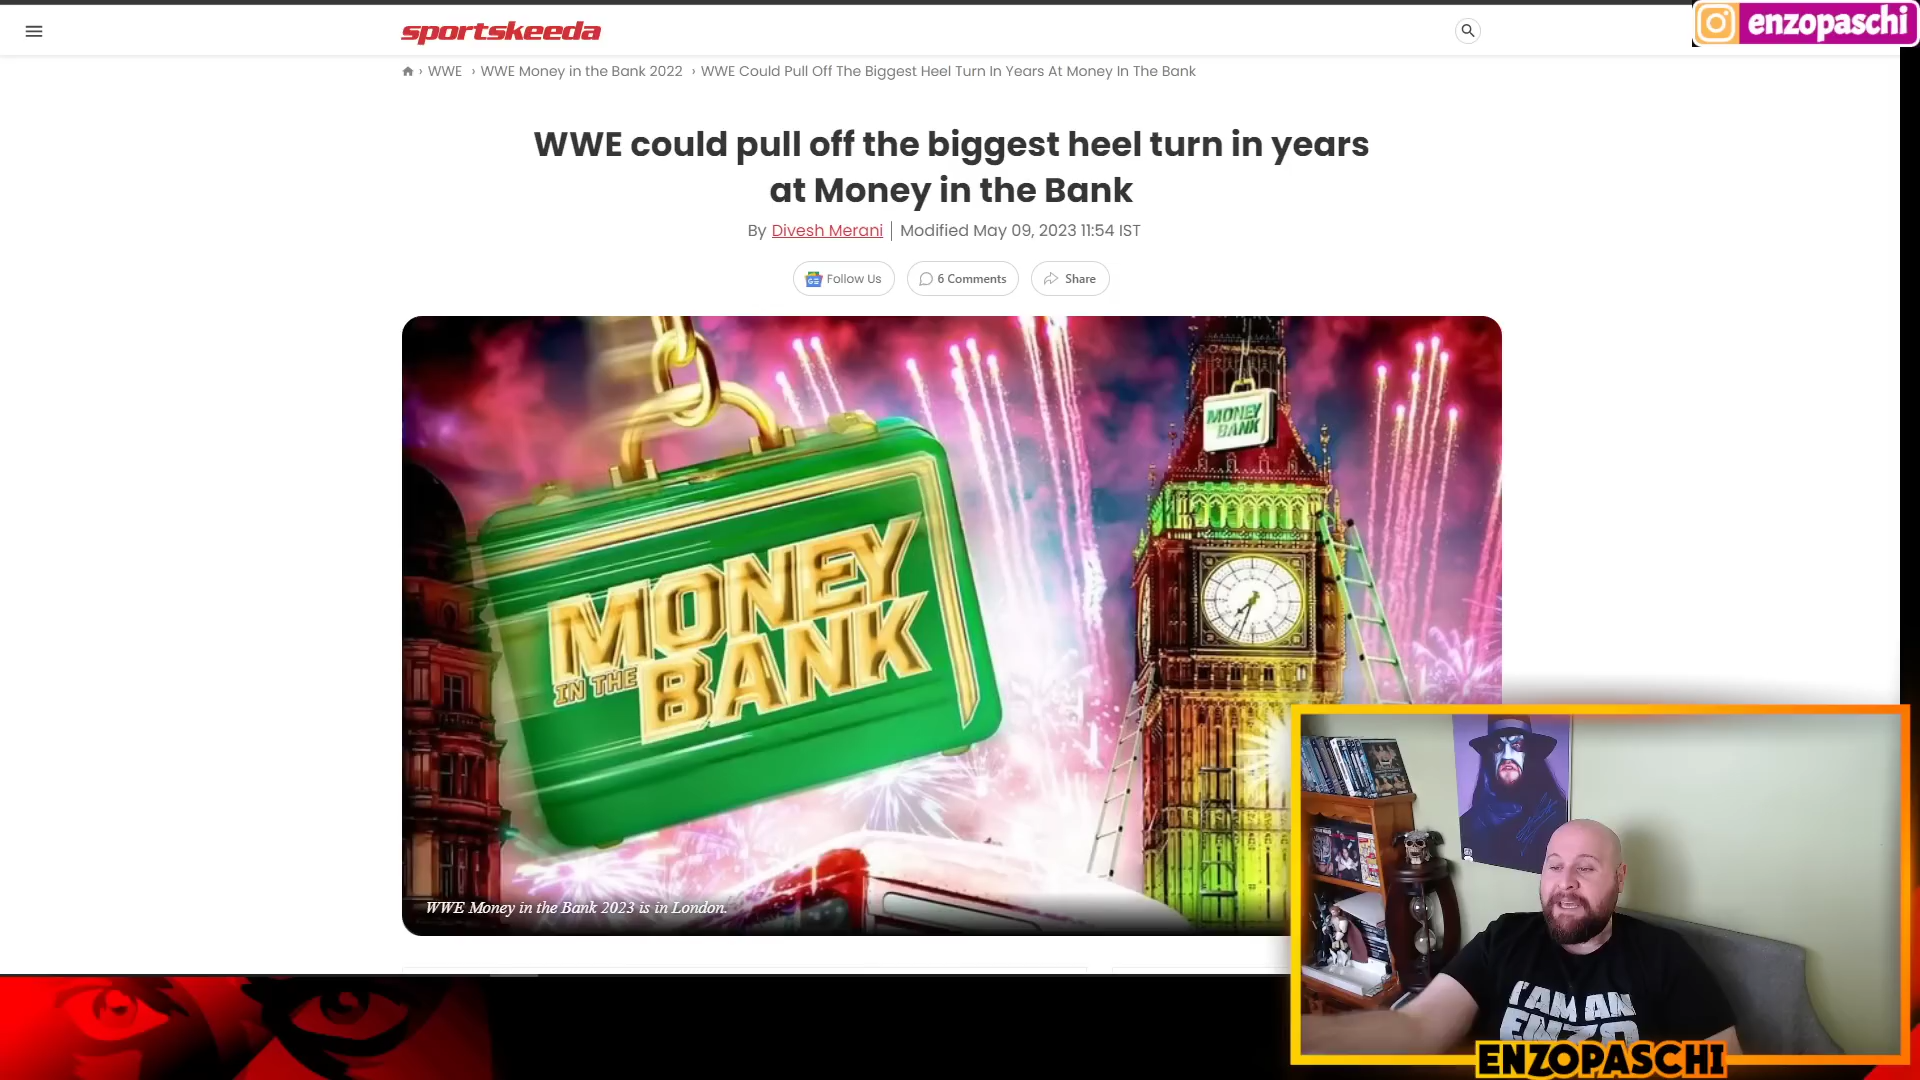 sportskeeda
enzopaschi
WWE › WWE Money in the Bank 2022 › WWE Could Pull Off The Biggest Heel Turn In Years At Money In The Bank
WWE could pull off the biggest heel turn in years
at Money in the Bank
By Divesh Merani | Modified May 09, 2023 11:54 IST
Follow Us
6 Comments
Share
MONEY
BANK
MONEY
IN THE
BANK
WWE Money in the Bank 2023 is in London.
I AM AN
ENZO
ENZOPASCHI